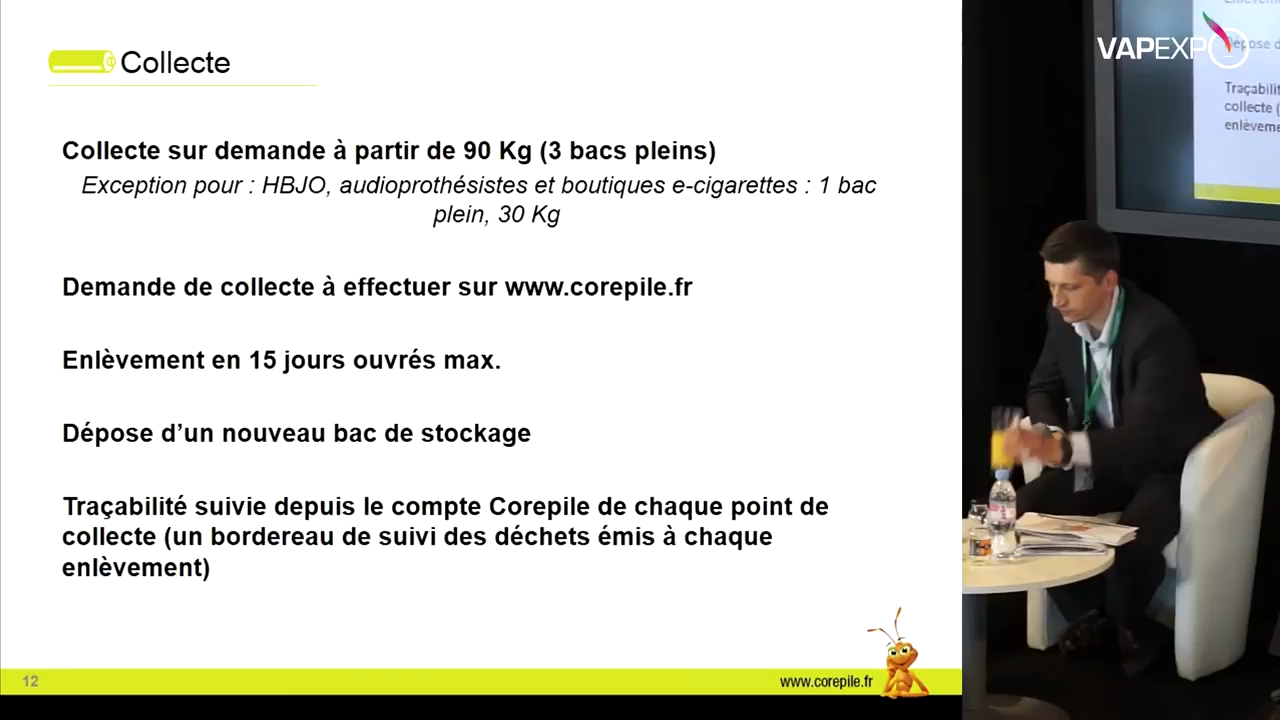 Collecte
Collecte sur demande à partir de 90 Kg (3 bacs pleins)
Exception pour : HBJO, audioprothésistes et boutiques e-cigarettes : 1 bac
plein, 30 Kg
Demande de collecte à effectuer sur www.corepile.fr
Enlèvement en 15 jours ouvrés max.
Dépose d’un nouveau bac de stockage
Traçabilité suivie depuis le compte Corepile de chaque point de
collecte (un bordereau de suivi des déchets émis à chaque
enlèvement)
12
www.corepile.fr
VAPEXPO
Traçabilit
collecte (
enlèveme